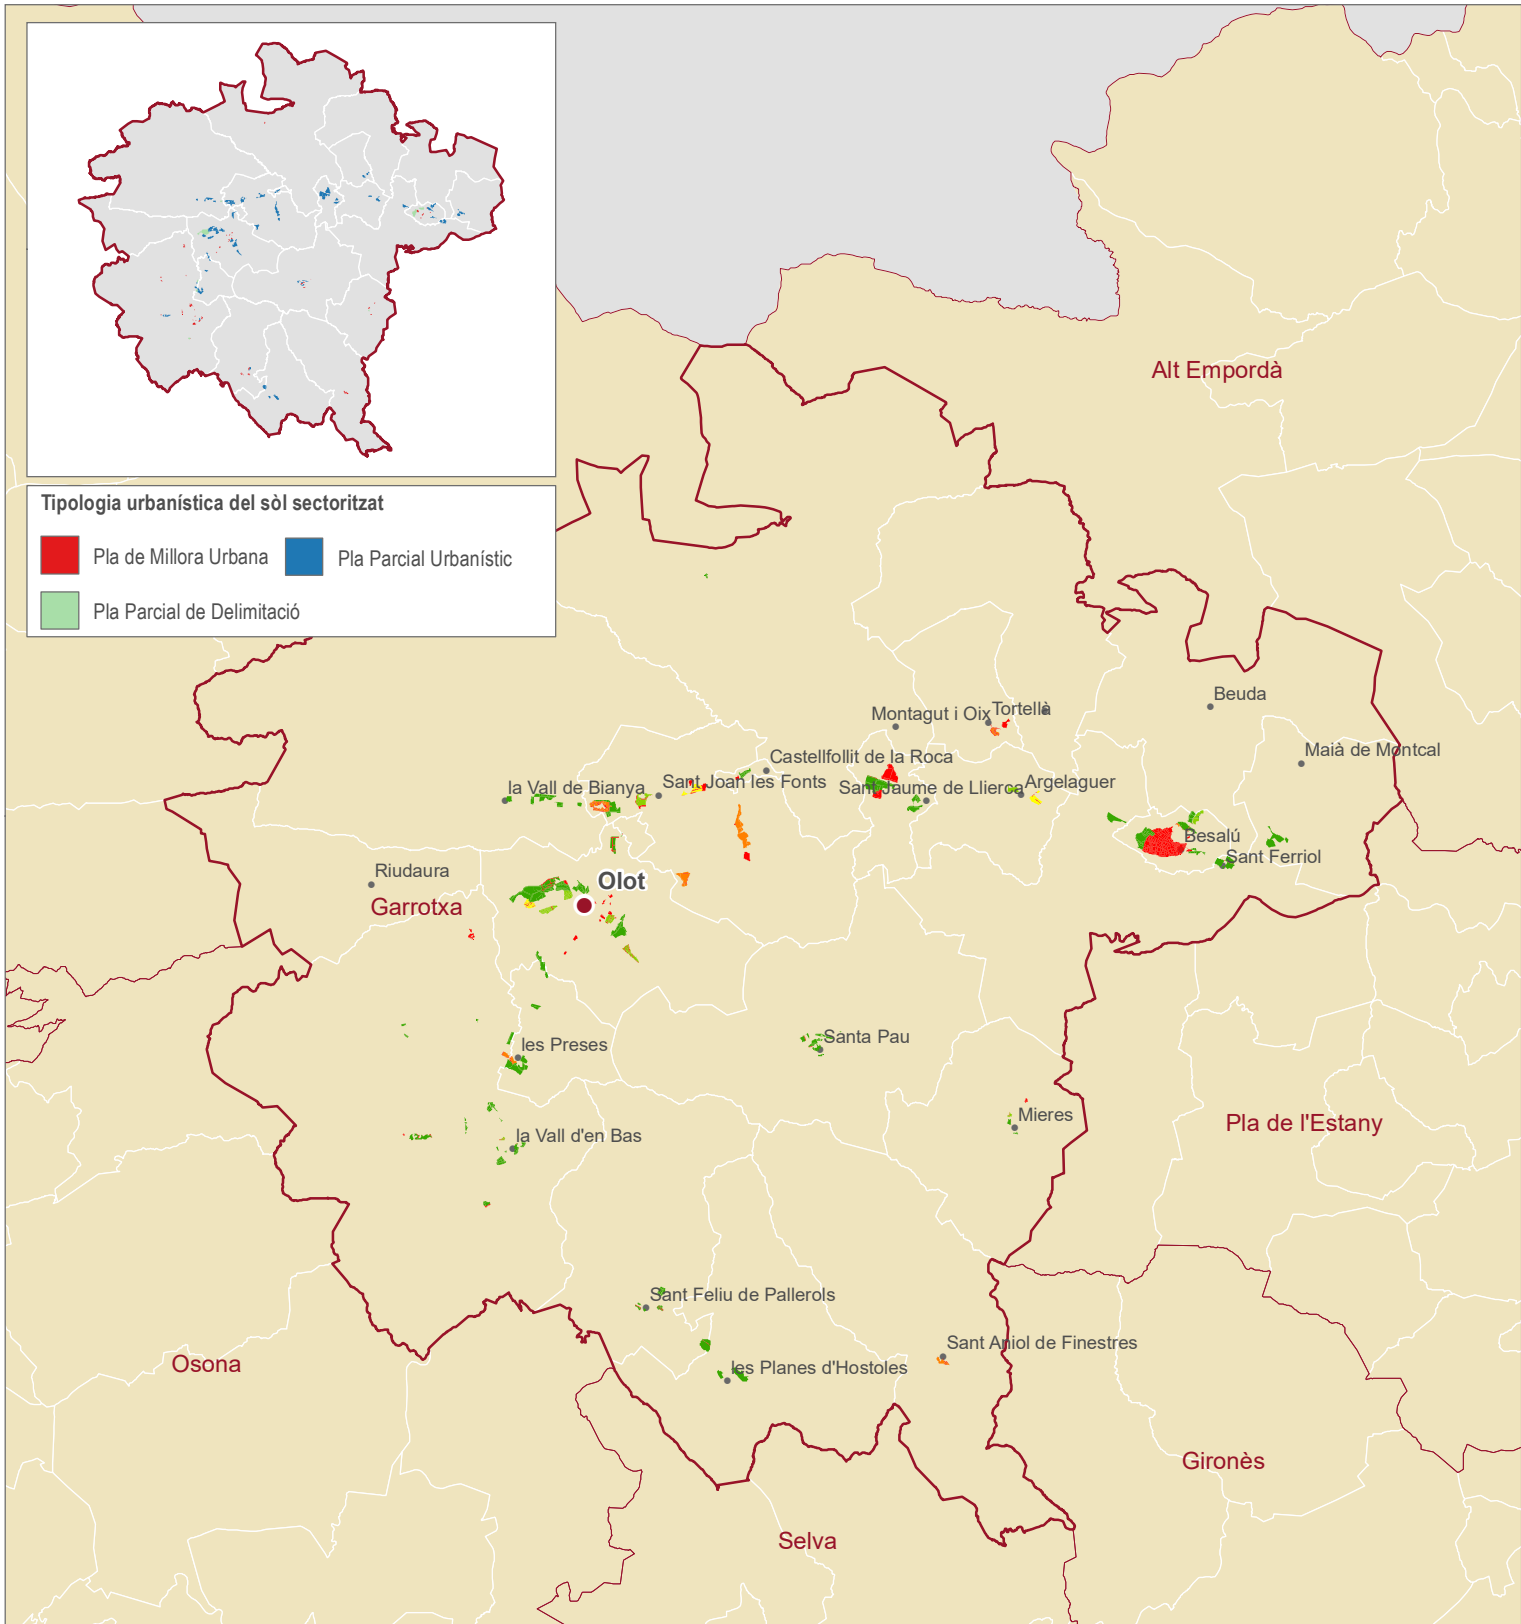 Tipologia urbanística del sòl sectoritzat
Pla de Millora Urbana
Pla Parcial Urbanístic
Pla Parcial de Delimitació
Alt Empordà
Beuda
Montagut i Oix
Tortellà
Maià de Montcal
Castellfollit de la Roca
la Vall de Bianya
Sant Joan les Fonts
Sant Jaume de Llierca
Argelaguer
Besalú
Sant Ferriol
Riudaura
Olot
Garrotxa
Santa Pau
les Preses
Mieres
Pla de l'Estany
la Vall d'en Bas
Sant Feliu de Pallerols
Sant Aniol de Finestres
Osona
les Planes d'Hostoles
Gironès
Selva